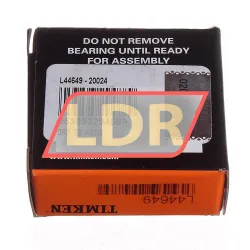 DO NOT REMOVE
BEARING UNTIL READY
FOR ASSEMBLY
L44649 - 20024
LDR
TIMKEN
L44649